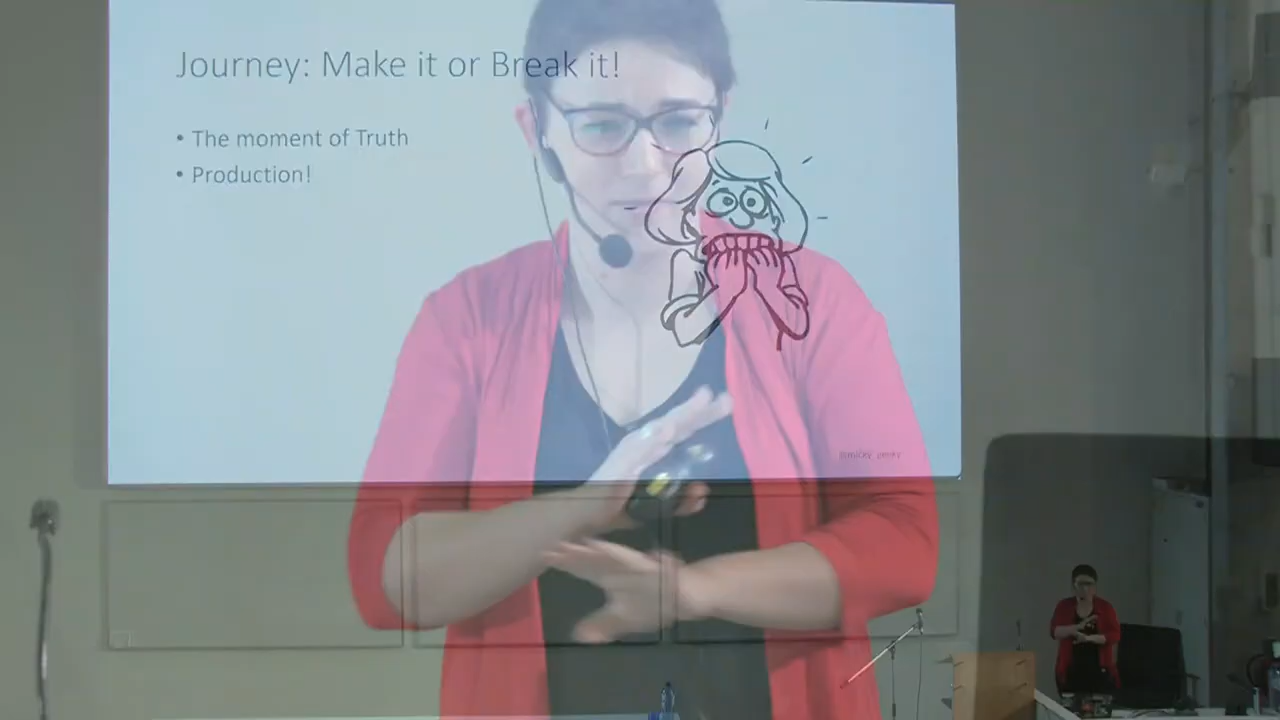 Journey: Make it or Break it!
• The moment of Truth
• Production!